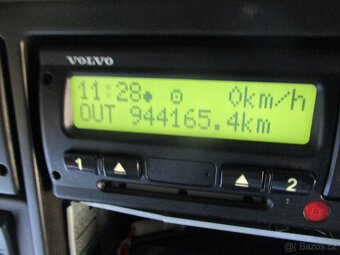 VOLVO
11:28 0km/h
OUT 944165.4km
1 2
bazos.cz